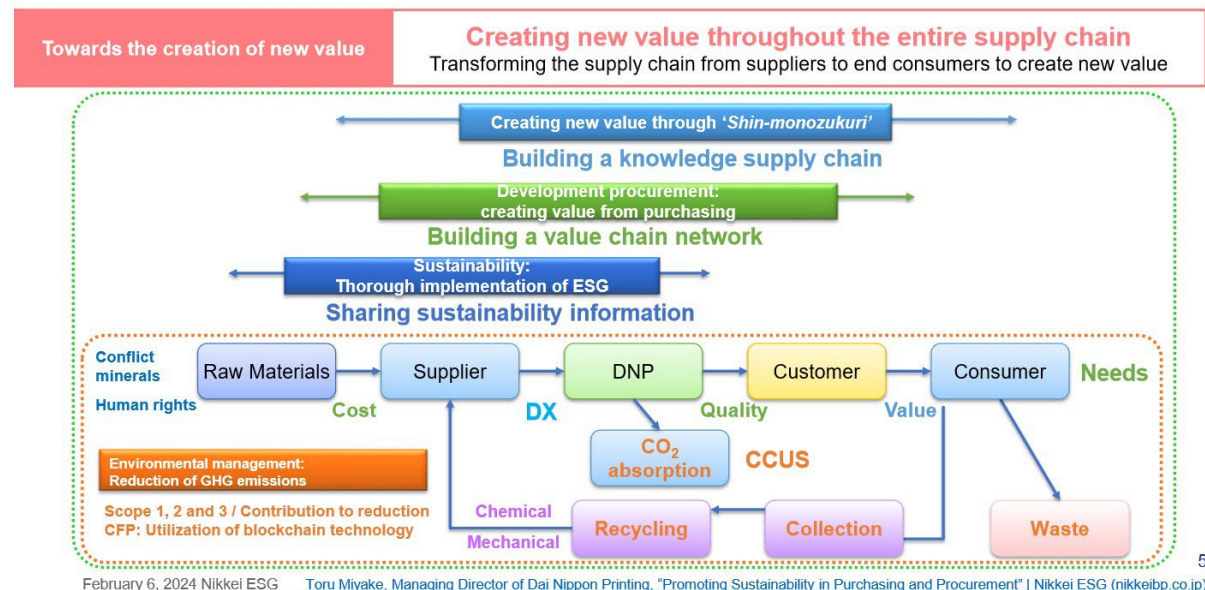 Towards the creation of new value
Creating new value throughout the entire supply chain
Transforming the supply chain from suppliers to end consumers to create new value
Creating new value through ‘Shin-monozukuri’
Building a knowledge supply chain
Development procurement:
creating value from purchasing
Building a value chain network
Sustainability:
Thorough implementation of ESG
Sharing sustainability information
Conflict
minerals
Human rights
Raw Materials
Supplier
DNP
Customer
Consumer
Needs
Cost
DX
Quality
Value
CO2
absorption
CCUS
Environmental management:
Reduction of GHG emissions
Scope 1, 2 and 3 / Contribution to reduction
CFP: Utilization of blockchain technology
Chemical
Mechanical
Recycling
Collection
Waste
5
February 6, 2024 Nikkei ESG
Toru Miyake, Managing Director of Dai Nippon Printing, “Promoting Sustainability in Purchasing and Procurement” | Nikkei ESG (nikkeibp.co.jp)